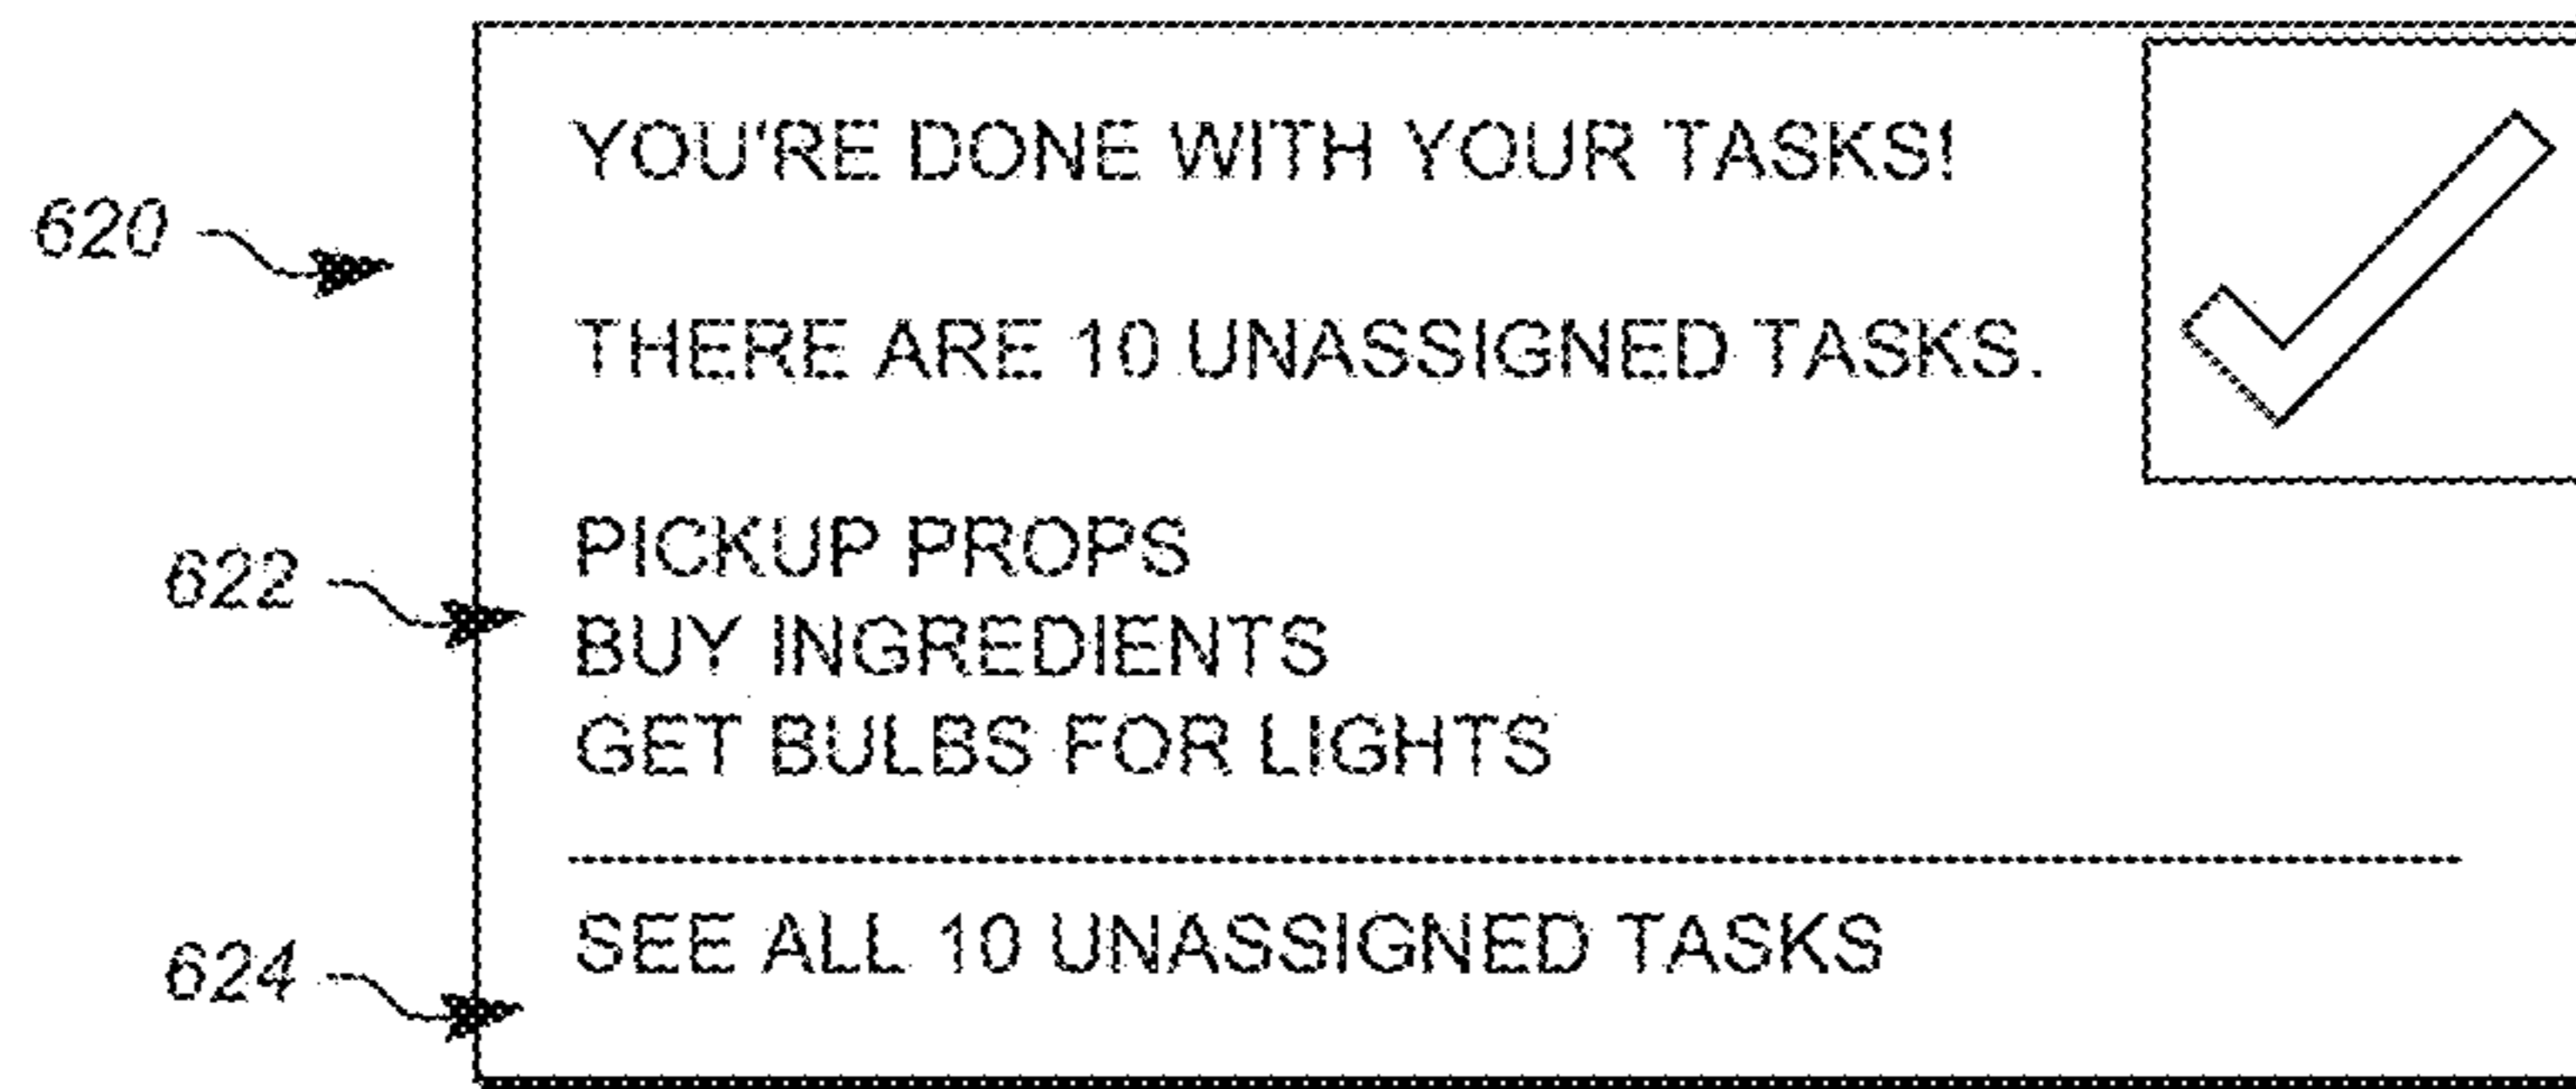 YOU'RE DONE WITH YOUR TASKS!
620
THERE ARE 10 UNASSIGNED TASKS.
PICKUP PROPS
622
BUY INGREDIENTS
GET BULBS FOR LIGHTS
SEE ALL 10 UNASSIGNED TASKS
624